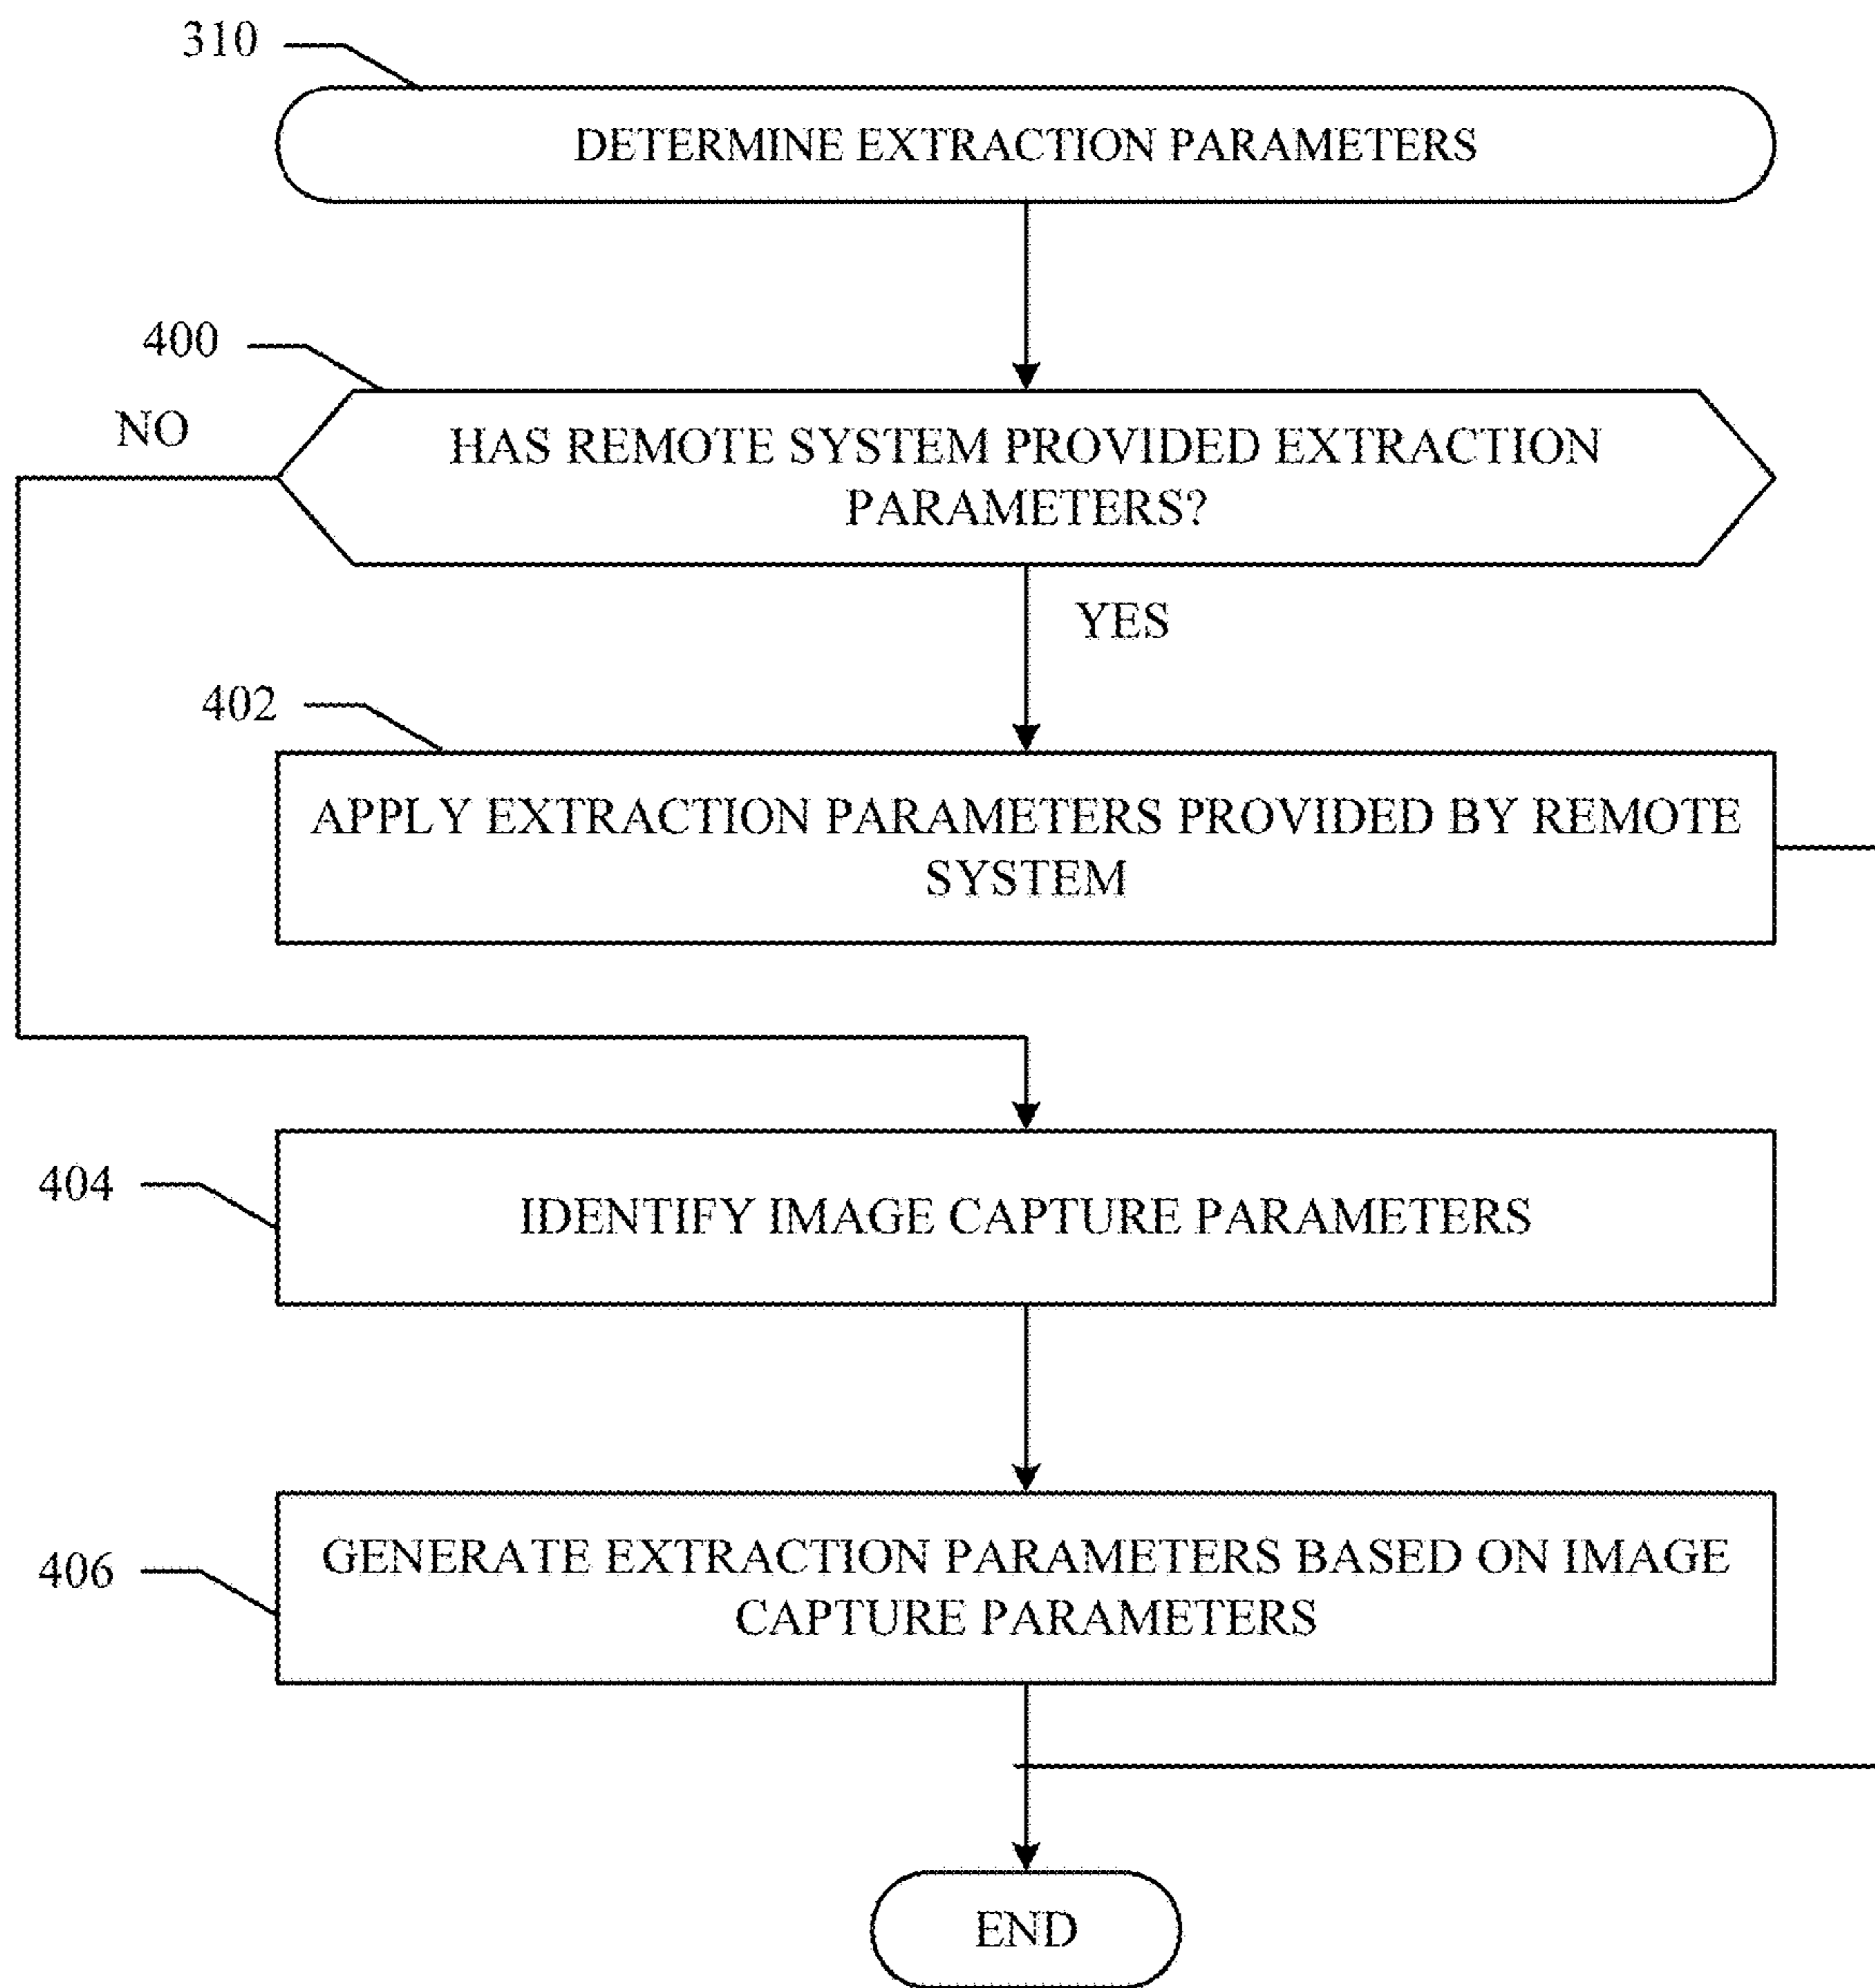 310
DETERMINE EXTRACTION PARAMETERS
400
NO
HAS REMOTE SYSTEM PROVIDED EXTRACTION
PARAMETERS?
YES
402
APPLY EXTRACTION PARAMETERS PROVIDED BY REMOTE
SYSTEM
404
IDENTIFY IMAGE CAPTURE PARAMETERS
406
GENERATE EXTRACTION PARAMETERS BASED ON IMAGE
CAPTURE PARAMETERS
END